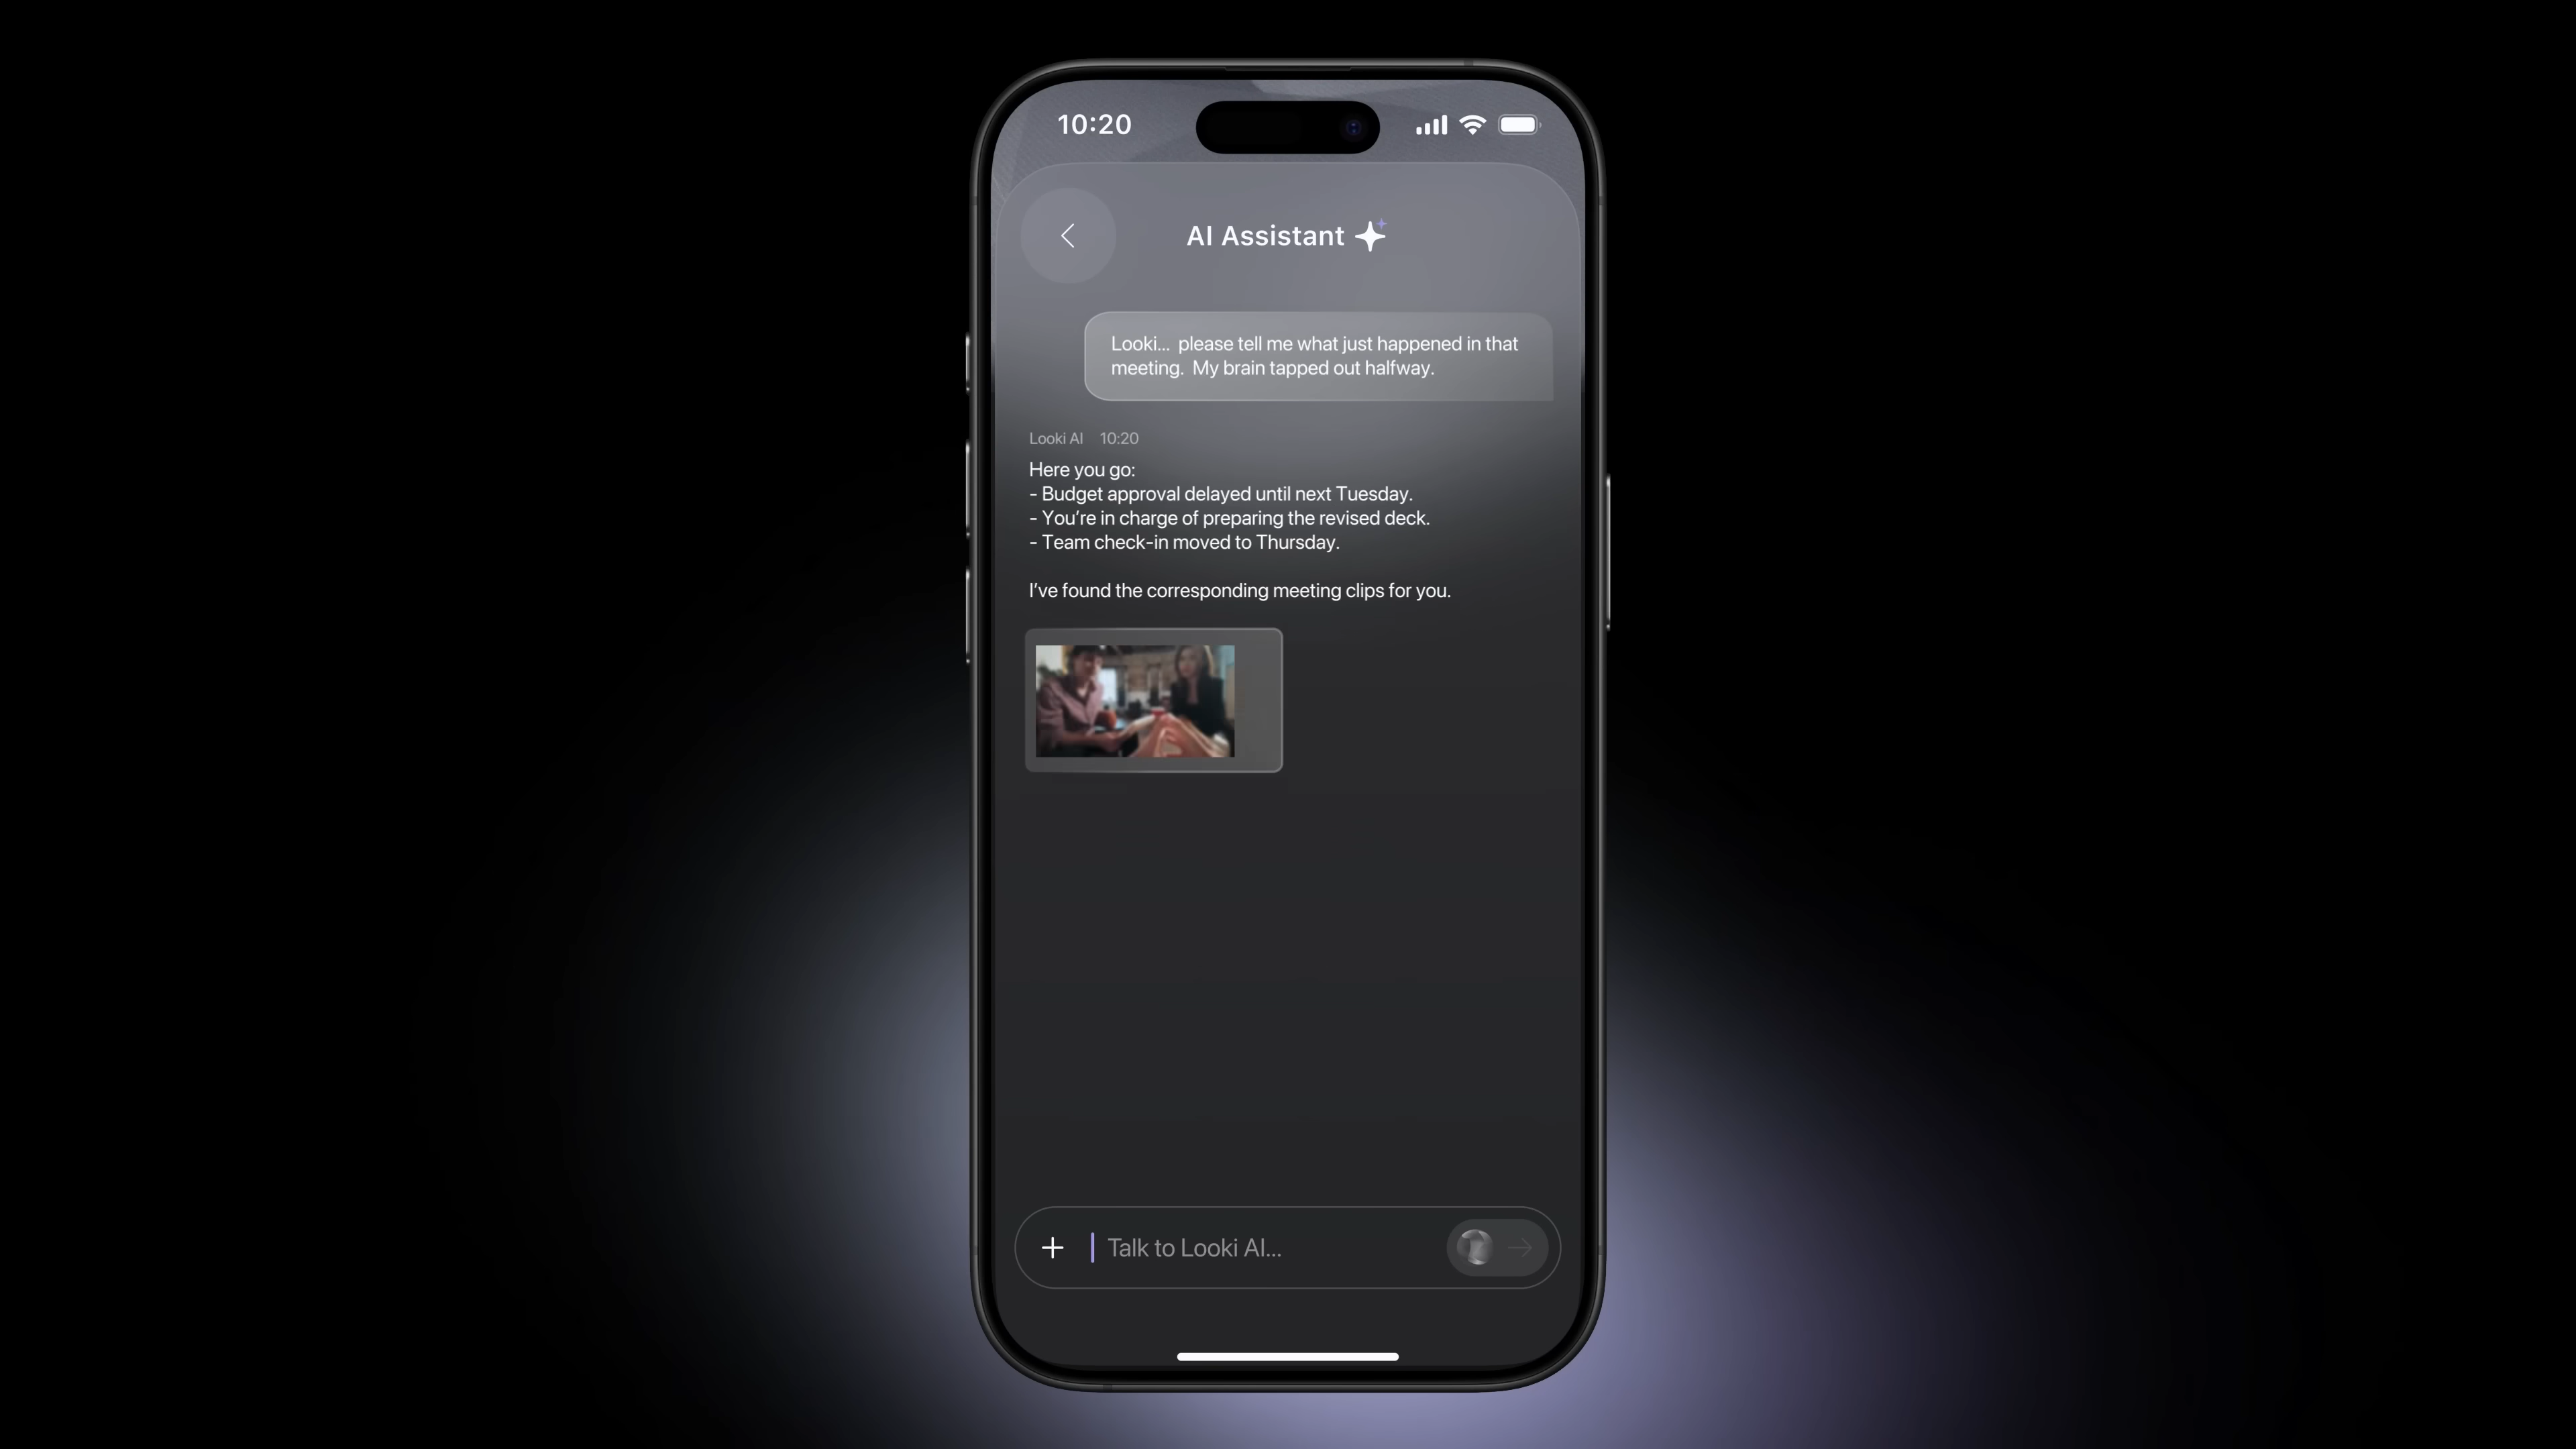 10:20
AI Assistant
Looki... please tell me what just happened in that
meeting. My brain tapped out halfway.
Looki AI 10:20
Here you go:
- Budget approval delayed until next Tuesday.
- You’re in charge of preparing the revised deck.
- Team check-in moved to Thursday.
I’ve found the corresponding meeting clips for you.
Talk to Looki AI...